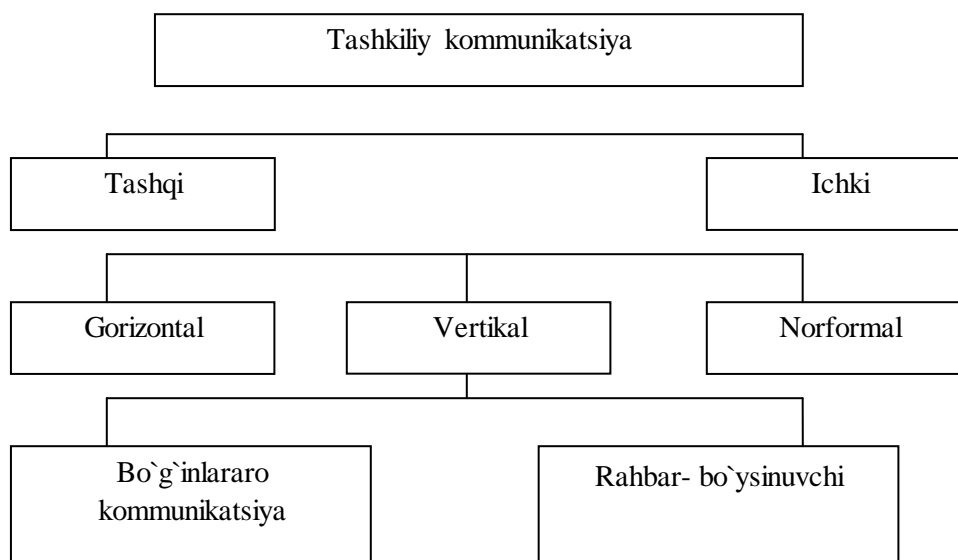 Tashkiliy kommunikatsiya
Tashqi
Ichki
Gorizontal
Vertikal
Norformal
Bo`g`inlararo
kommunikatsiya
Rahbar- bo`ysinuvchi